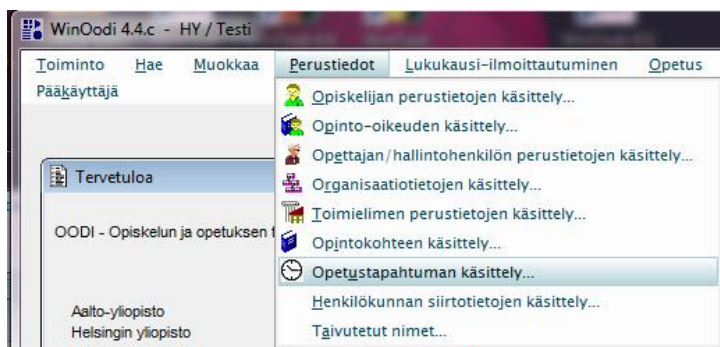 WinOodi 4.4.c - HY / Testi
Toiminto Hae Muokkaa Perustiedot Lukukausi-ilmoittautuminen Opetus
Pääkäyttäjä
Opiskelijan perustietojen käsittely...
Opinto-oikeuden käsittely...
Opettajan/hallintohenkilön perustietojen käsittely...
Tervetuloa
Organisaatiotietojen käsittely...
Toimielimen perustietojen käsittely...
OODI - Opiskelun ja opetuksen
Opintokohteen käsittely...
Opetustapahtuman käsittely...
Aalto-yliopisto
Henkilökunnan siirtotietojen käsittely...
Helsingin yliopisto
Taivutetut nimet...